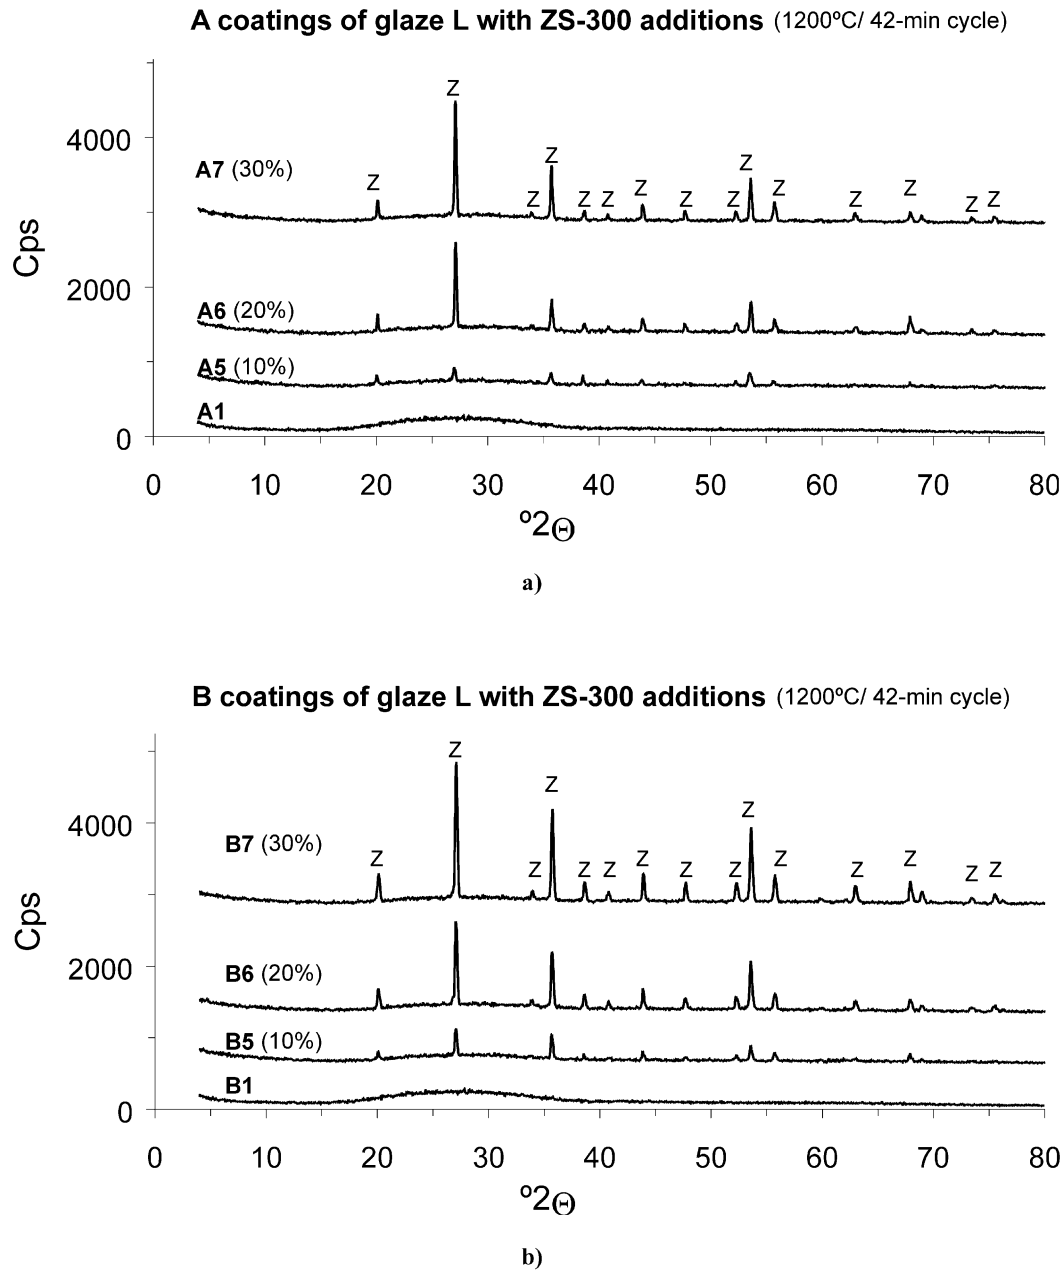 A coatings of glaze L with ZS-300 additions (1200ºC/ 42-min cycle)
Z
4000
A7 (30%)
Z
Z
Z
Z Z Z Z Z Z Z Z Z Z Z
Cps
2000
A6 (20%)
A5 (10%)
A1
0
0 10 20 30 40 50 60 70 80
º2Θ
a)
B coatings of glaze L with ZS-300 additions (1200ºC/ 42-min cycle)
Z
Z
4000
Z
B7 (30%)
Z Z Z Z Z Z Z Z Z Z Z Z
Cps
2000
B6 (20%)
B5 (10%)
B1
0
0 10 20 30 40 50 60 70 80
º2Θ
b)